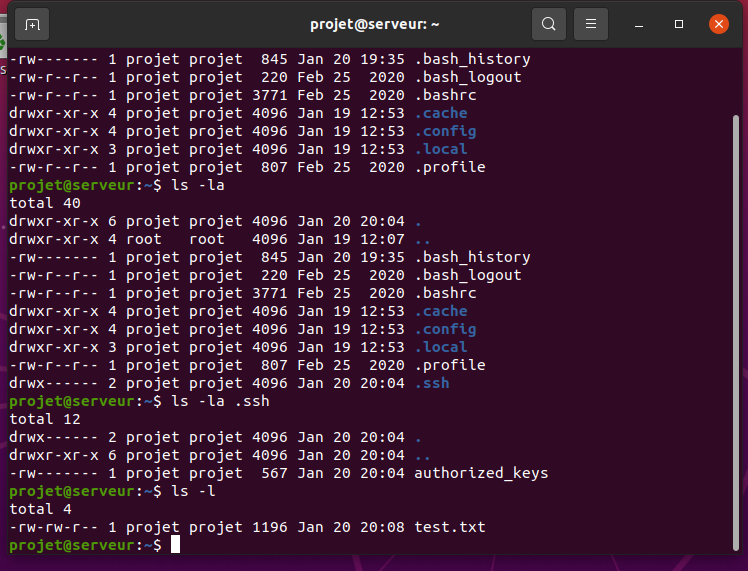 projet@serveur: ~
-rw------- 1 projet projet  845 Jan 20 19:35 .bash_history
-rw-r--r-- 1 projet projet  220 Feb 25  2020 .bash_logout
-rw-r--r-- 1 projet projet 3771 Feb 25  2020 .bashrc
drwxr-xr-x 4 projet projet 4096 Jan 19 12:53 .cache
drwxr-xr-x 4 projet projet 4096 Jan 19 12:53 .config
drwxr-xr-x 3 projet projet 4096 Jan 19 12:53 .local
-rw-r--r-- 1 projet projet  807 Feb 25  2020 .profile
projet@serveur:~$ ls -la
total 40
drwxr-xr-x 6 projet projet 4096 Jan 20 20:04 .
drwxr-xr-x 4 root   root   4096 Jan 19 12:07 ..
-rw------- 1 projet projet  845 Jan 20 19:35 .bash_history
-rw-r--r-- 1 projet projet  220 Feb 25  2020 .bash_logout
-rw-r--r-- 1 projet projet 3771 Feb 25  2020 .bashrc
drwxr-xr-x 4 projet projet 4096 Jan 19 12:53 .cache
drwxr-xr-x 4 projet projet 4096 Jan 19 12:53 .config
drwxr-xr-x 3 projet projet 4096 Jan 19 12:53 .local
-rw-r--r-- 1 projet projet  807 Feb 25  2020 .profile
drwx------ 2 projet projet 4096 Jan 20 20:04 .ssh
projet@serveur:~$ ls -la .ssh
total 12
drwx------ 2 projet projet 4096 Jan 20 20:04 .
drwxr-xr-x 6 projet projet 4096 Jan 20 20:04 ..
-rw------- 1 projet projet  567 Jan 20 20:04 authorized_keys
projet@serveur:~$ ls -l
total 4
-rw-rw-r-- 1 projet projet 1196 Jan 20 20:08 test.txt
projet@serveur:~$